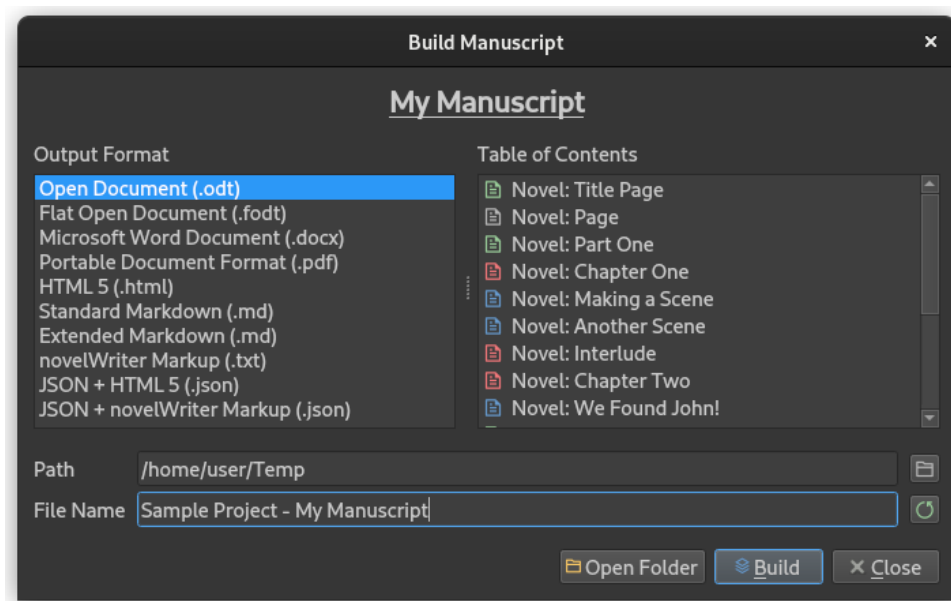 Build Manuscript
My Manuscript
Output Format
Open Document (.odt)
Flat Open Document (.fodt)
Microsoft Word Document (.docx)
Portable Document Format (.pdf)
HTML 5 (.html)
Standard Markdown (.md)
Extended Markdown (.md)
novelWriter Markup (.txt)
JSON + HTML 5 (.json)
JSON + novelWriter Markup (.json)
Table of Contents
Novel: Title Page
Novel: Page
Novel: Part One
Novel: Chapter One
Novel: Making a Scene
Novel: Another Scene
Novel: Interlude
Novel: Chapter Two
Novel: We Found John!
Path /home/user/Temp
File Name Sample Project - My Manuscript
Open Folder Build Close